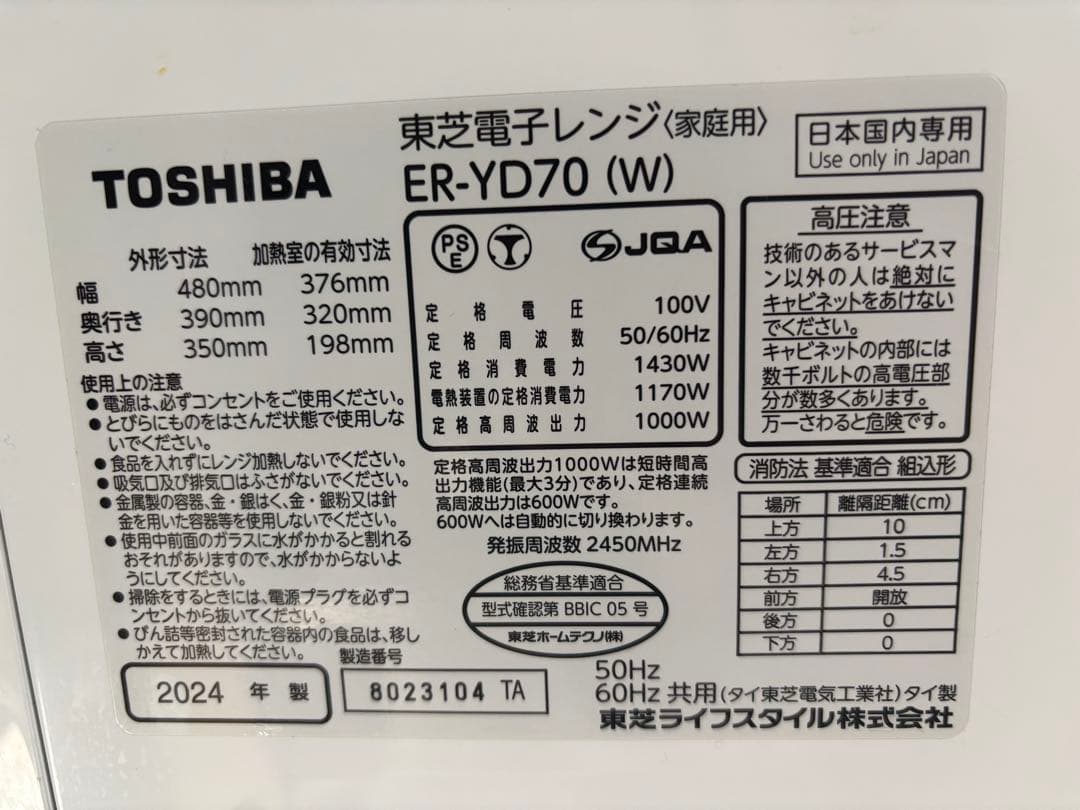 東芝電子レンジ〈家庭用〉
TOSHIBA
ER-YD70 (W)
日本国内専用
Use only in Japan
外形寸法 加熱室の有効寸法
幅 480mm 376mm
奥行き 390mm 320mm
高さ 350mm 198mm
使用上の注意
●電源は、必ずコンセントをご使用ください。
●とびらにものをはさんだ状態で使用しな
いでください。
●食品を入れずにレンジ加熱しないでください。
●吸気口及び排気口はふさがないでください。
●金属製の容器、金・銀はく、金・銀粉又は針
金を用いた容器等を使用しないでください。
●使用中前面のガラスに水がかかると割れる
おそれがありますので、水がかからないよ
うにしてください。
●掃除をするときには、電源プラグを必ずコ
ンセントから抜いてください。
●びん詰等密封された容器内の食品は、移し
かえて加熱してください。
2024 年 製
製造番号
8023104 TA
PS
E
JQA
定格電圧 100V
定格周波数 50/60Hz
定格消費電力 1430W
電熱装置の定格消費電力 1170W
定格高周波出力 1000W
定格高周波出力1000Wは短時間高
出力機能(最大3分)であり、定格連続
高周波出力は600Wです。
600Wへは自動的に切り換わります。
発振周波数 2450MHz
総務省基準適合
型式確認第 BBIC 05 号
東芝ホームテクノ(株)
高圧注意
技術のあるサービスマ
ン以外の人は絶対に
キャビネットをあけない
でください。
キャビネットの内部には
数千ボルトの高電圧部
分が数多くあります。
万一さわると危険です。
消防法 基準適合 組込形
場所 離隔距離(cm)
上方 10
左方 1.5
右方 4.5
前方 開放
後方 0
下方 0
50Hz
60Hz 共用 (タイ東芝電気工業社) タイ製
東芝ライフスタイル株式会社